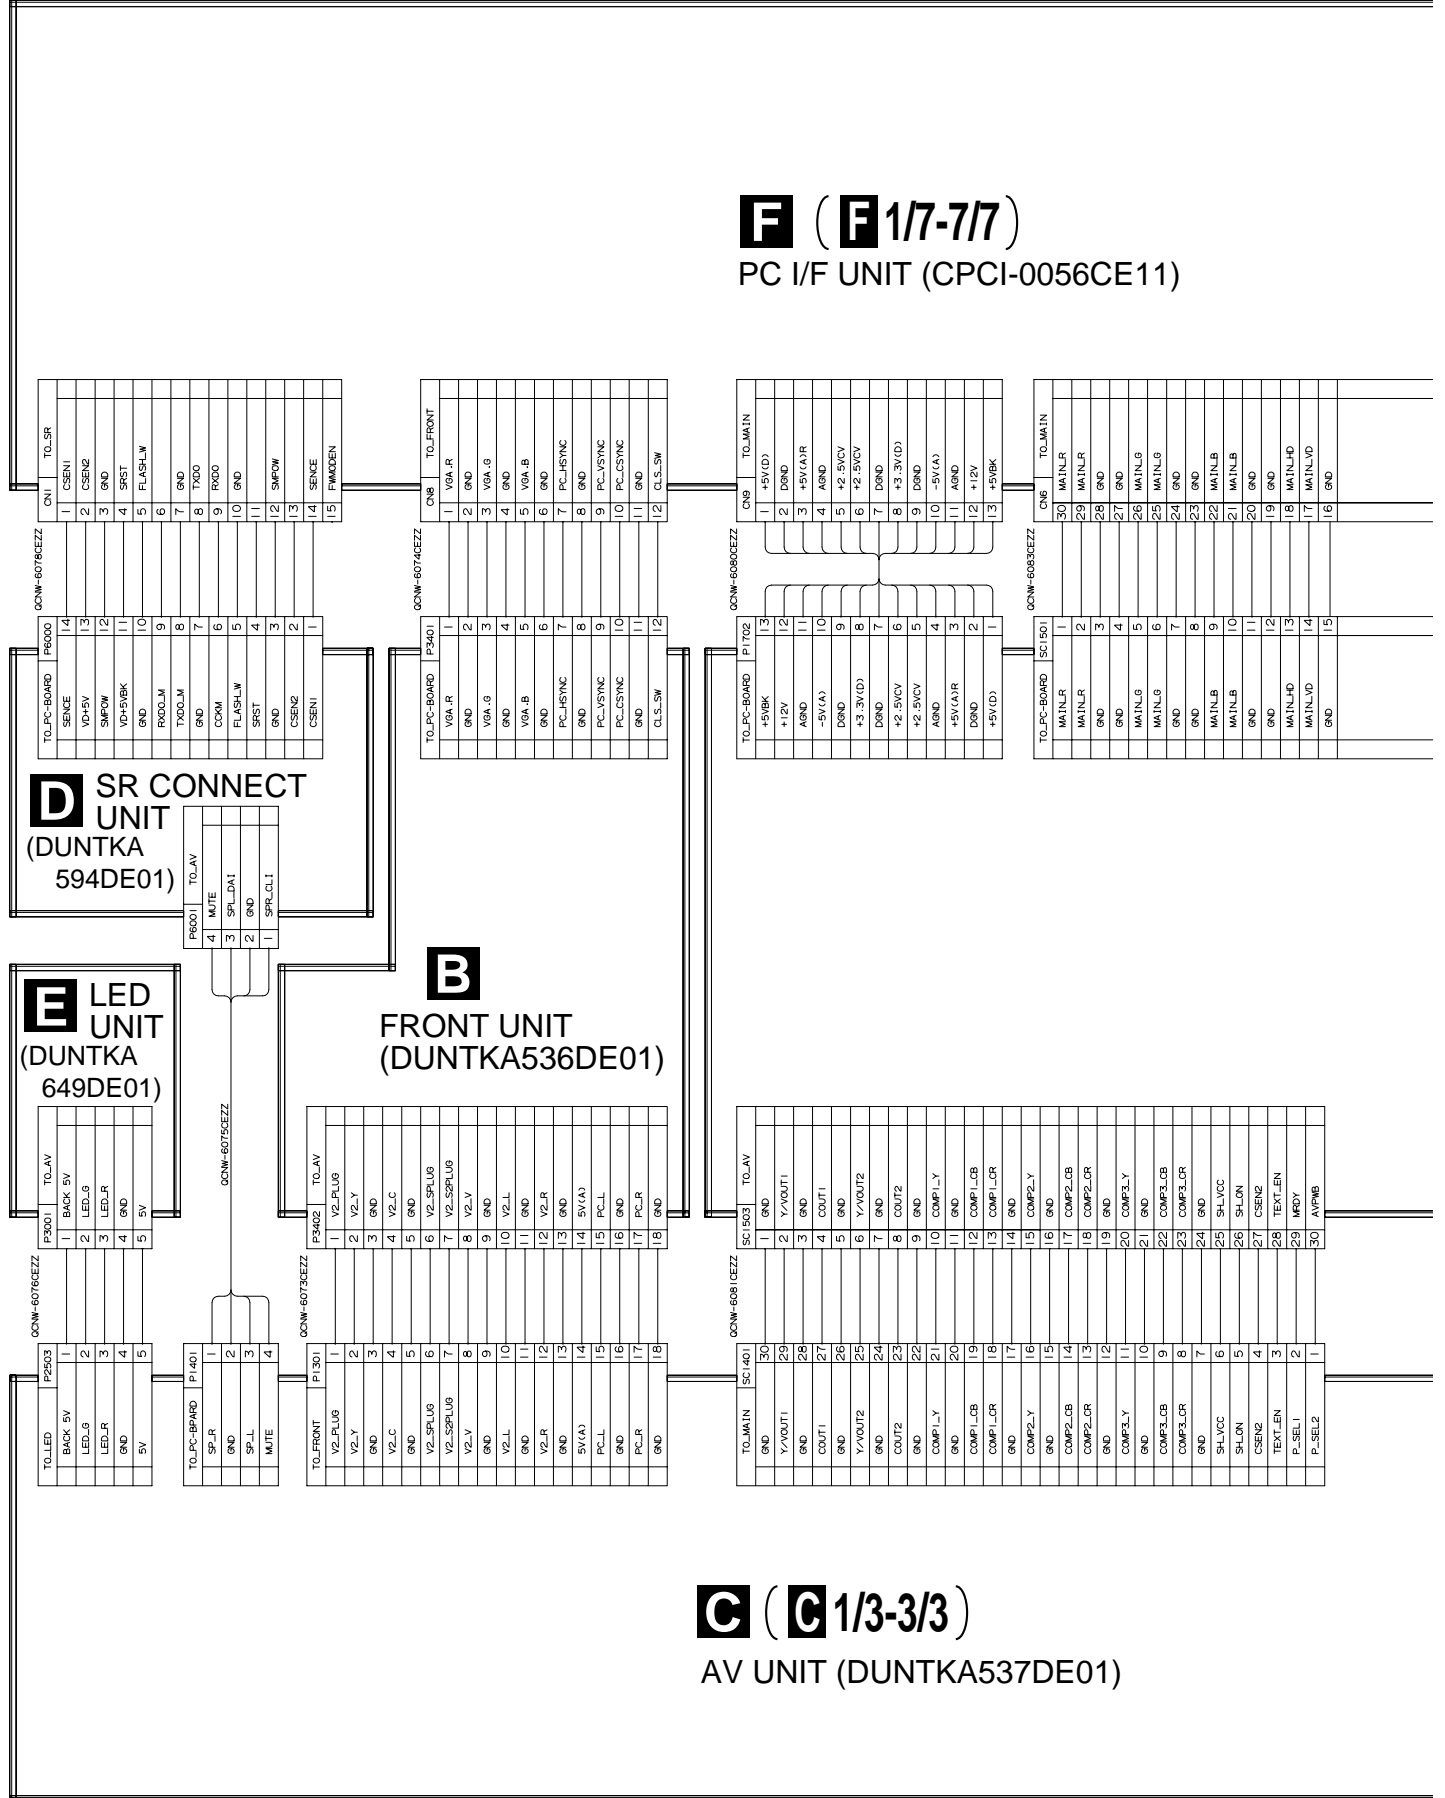 F ( F 1/7-7/7 )
PC I/F UNIT (CPCI-0056CE11)
CN1 TO_SR
1 CSEN1
2 CSEN2
3 GND
4 SRST
5 FLASH_W
6
7 GND
8 TXD0
9 RXD0
10 GND
11
12 SMPOW
13
14 SENCE
15 FWMODEN
CN8 TO_FRONT
1 VGA.R
2 GND
3 VGA.G
4 GND
5 VGA.B
6 GND
7 PC_HSYNC
8 GND
9 PC_VSYNC
10 PC_CSYNC
11 GND
12 CLS_SW
CN9 TO_MAIN
1 +5V(D)
2 DGND
3 +5V(A)R
4 AGND
5 +2.5VCV
6 +2.5VCV
7 DGND
8 +3.3V(D)
9 DGND
10 -5V(A)
11 AGND
12 +12V
13 +5VBK
CN6 TO_MAIN
30 MAIN_R
29 MAIN_R
28 GND
27 GND
26 MAIN_G
25 MAIN_G
24 GND
23 GND
22 MAIN_B
21 MAIN_B
20 GND
19 GND
18 MAIN_HD
17 MAIN_VD
16 GND
QCNW-6078CEZZ
QCNW-6074CEZZ
QCNW-6080CEZZ
QCNW-6083CEZZ
TO_PC-BOARD P6000
SENCE 14
VD+5V 13
SMPOW 12
VD+5VBK 11
GND 10
RXD0_M 9
TXD0_M 8
GND 7
CCKM 6
FLASH_W 5
SRST 4
GND 3
CSEN2 2
CSEN1 1
TO_PC-BOARD P3401
VGA.R 1
GND 2
VGA.G 3
GND 4
VGA.B 5
GND 6
PC_HSYNC 7
GND 8
PC_VSYNC 9
PC_CSYNC 10
GND 11
CLS_SW 12
TO_PC-BOARD P1702
+5VBK 13
+12V 12
AGND 11
-5V(A) 10
DGND 9
+3.3V(D) 8
DGND 7
+2.5VCV 6
+2.5VCV 5
AGND 4
+5V(A)R 3
DGND 2
+5V(D) 1
TO_PC-BOARD SC1501
MAIN_R 1
MAIN_R 2
GND 3
GND 4
MAIN_G 5
MAIN_G 6
GND 7
GND 8
MAIN_B 9
MAIN_B 10
GND 11
GND 12
MAIN_HD 13
MAIN_VD 14
GND 15
D SR CONNECT
UNIT
(DUNTKA
594DE01)
P6001 TO_AV
4 MUTE
3 SPL_DAI
2 GND
1 SPR_CLI
E LED
UNIT
(DUNTKA
649DE01)
B
FRONT UNIT
(DUNTKA536DE01)
P3001 TO_AV
1 BACK 5V
2 LED_G
3 LED_R
4 GND
5 5V
QCNW-6075CEZZ
P3402 TO_AV
1 V2_PLUG
2 V2_Y
3 GND
4 V2_C
5 GND
6 V2_SPLUG
7 V2_S2PLUG
8 V2_V
9 GND
10 V2_L
11 GND
12 V2_R
13 GND
14 5V(A)
15 PC_L
16 GND
17 PC_R
18 GND
SC1503 TO_AV
1 GND
2 Y/VOUT1
3 GND
4 COUT1
5 GND
6 Y/VOUT2
7 GND
8 COUT2
9 GND
10 COMP1_Y
11 GND
12 COMP1_CB
13 COMP1_CR
14 GND
15 COMP2_Y
16 GND
17 COMP2_CB
18 COMP2_CR
19 GND
20 COMP3_Y
21 GND
22 COMP3_CB
23 COMP3_CR
24 GND
25 SH_VCC
26 SH_ON
27 CSEN2
28 TEXT_EN
29 MRDY
30 AVPWB
QCNW-6076CEZZ
QCNW-6073CEZZ
QCNW-6081CEZZ
TO_LED P2503
BACK 5V 1
LED_G 2
LED_R 3
GND 4
5V 5
TO_PC-BPARD P1401
SP_R 1
GND 2
SP_L 3
MUTE 4
TO_FRONT P1301
V2_PLUG 1
V2_Y 2
GND 3
V2_C 4
GND 5
V2_SPLUG 6
V2_S2PLUG 7
V2_V 8
GND 9
V2_L 10
GND 11
V2_R 12
GND 13
5V(A) 14
PC_L 15
GND 16
PC_R 17
GND 18
TO_MAIN SC1401
GND 30
Y/VOUT1 29
GND 28
COUT1 27
GND 26
Y/VOUT2 25
GND 24
COUT2 23
GND 22
COMP1_Y 21
GND 20
COMP1_CB 19
COMP1_CR 18
GND 17
COMP2_Y 16
GND 15
COMP2_CB 14
COMP2_CR 13
GND 12
COMP3_Y 11
GND 10
COMP3_CB 9
COMP3_CR 8
GND 7
SH_VCC 6
SH_ON 5
CSEN2 4
TEXT_EN 3
P_SEL1 2
P_SEL2 1
C ( C 1/3-3/3 )
AV UNIT (DUNTKA537DE01)